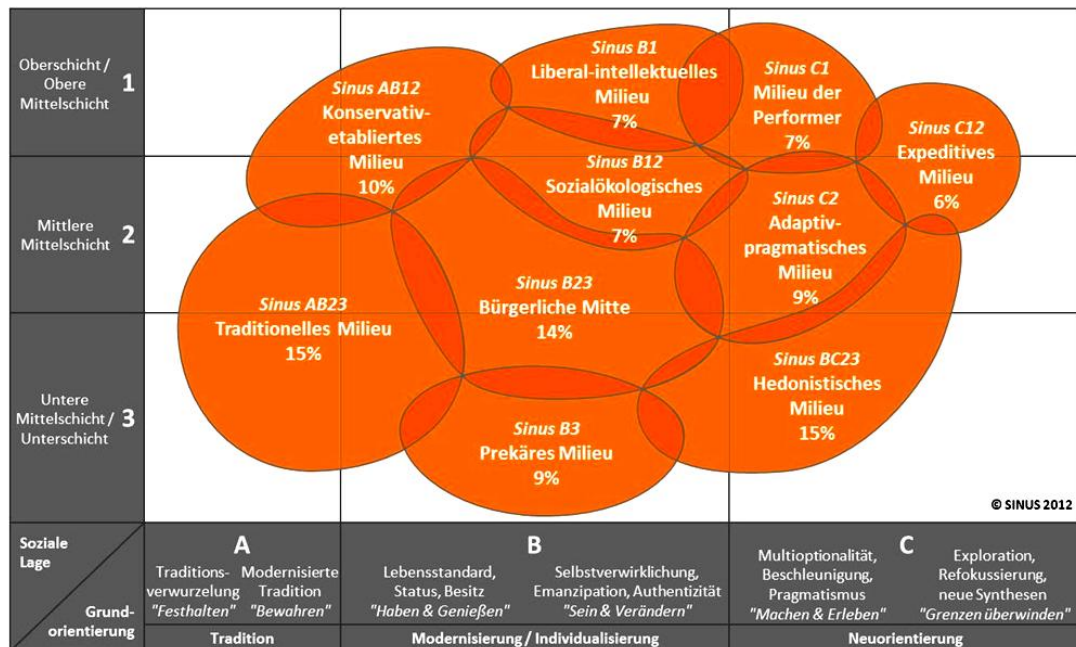 Oberschicht /
Obere
Mittelschicht
1
Mittlere
Mittelschicht
2
Untere
Mittelschicht /
Unterschicht
3
Sinus AB12
Konservativ-
etabliertes
Milieu
10%
Sinus B1
Liberal-intellektuelles
Milieu
7%
Sinus C1
Milieu der
Performer
7%
Sinus C12
Expeditives
Milieu
6%
Sinus B12
Sozialökologisches
Milieu
7%
Sinus C2
Adaptiv-
pragmatisches
Milieu
9%
Sinus AB23
Traditionelles Milieu
15%
Sinus B23
Bürgerliche Mitte
14%
Sinus BC23
Hedonistisches
Milieu
15%
Sinus B3
Prekäres Milieu
9%
© SINUS 2012
Soziale
Lage
Grund-
orientierung
A
Traditions-
verwurzelung
"Festhalten"
Modernisierte
Tradition
"Bewahren"
Tradition
B
Lebensstandard,
Status, Besitz
"Haben & Genießen"
Selbstverwirklichung,
Emanzipation, Authentizität
"Sein & Verändern"
Modernisierung / Individualisierung
C
Multioptionalität,
Beschleunigung,
Pragmatismus
"Machen & Erleben"
Exploration,
Refokussierung,
neue Synthesen
"Grenzen überwinden"
Neuorientierung